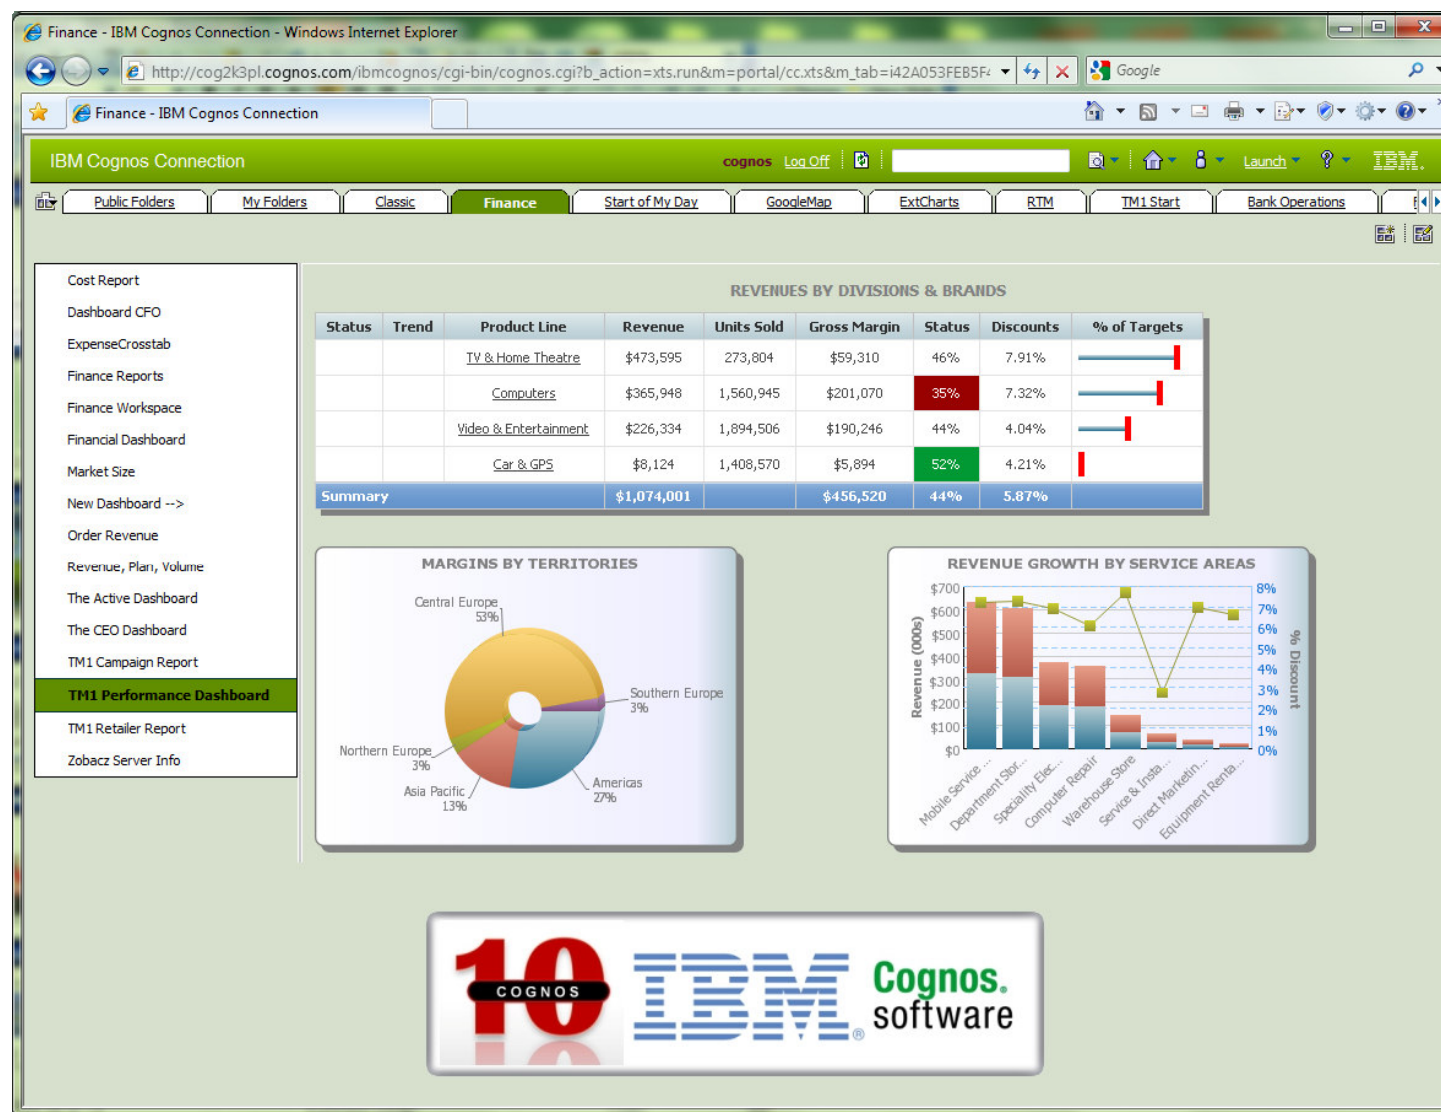 Finance - IBM Cognos Connection - Windows Internet Explorer
http://cog2k3pl.cognos.com/ibmcognos/cgi-bin/cognos.cgi?b_action=xts.run&m=portal/cc.xts&m_tab=i42A053FEB5F
Google
Finance - IBM Cognos Connection
IBM Cognos Connection
cognos Log Off
Launch
IBM.
Public Folders My Folders Classic Finance Start of My Day GoogleMap ExtCharts RTM TM1 Start Bank Operations
Cost Report
Dashboard CFO
ExpenseCrosstab
Finance Reports
Finance Workspace
Financial Dashboard
Market Size
New Dashboard -->
Order Revenue
Revenue, Plan, Volume
The Active Dashboard
The CEO Dashboard
TM1 Campaign Report
TM1 Performance Dashboard
TM1 Retailer Report
Zobacz Server Info
REVENUES BY DIVISIONS & BRANDS
Status Trend Product Line Revenue Units Sold Gross Margin Status Discounts % of Targets
TV & Home Theatre $473,595 273,804 $59,310 46% 7.91%
Computers $365,948 1,560,945 $201,070 35% 7.32%
Video & Entertainment $226,334 1,894,506 $190,246 44% 4.04%
Car & GPS $8,124 1,408,570 $5,894 52% 4.21%
Summary $1,074,001 $456,520 44% 5.87%
MARGINS BY TERRITORIES
Central Europe
53%
Southern Europe
3%
Northern Europe
3%
Asia Pacific
13%
Americas
27%
REVENUE GROWTH BY SERVICE AREAS
Revenue (000s)
$700
$600
$500
$400
$300
$200
$100
$0
8%
7%
6%
5%
4%
3%
2%
1%
0%
% Discount
Mobile Service ...
Department Stor...
Speciality Elec...
Computer Repair
Warehouse Store
Service & Insta...
Direct Marketin...
Equipment Renta...
10
COGNOS
IBM®
Cognos.
software